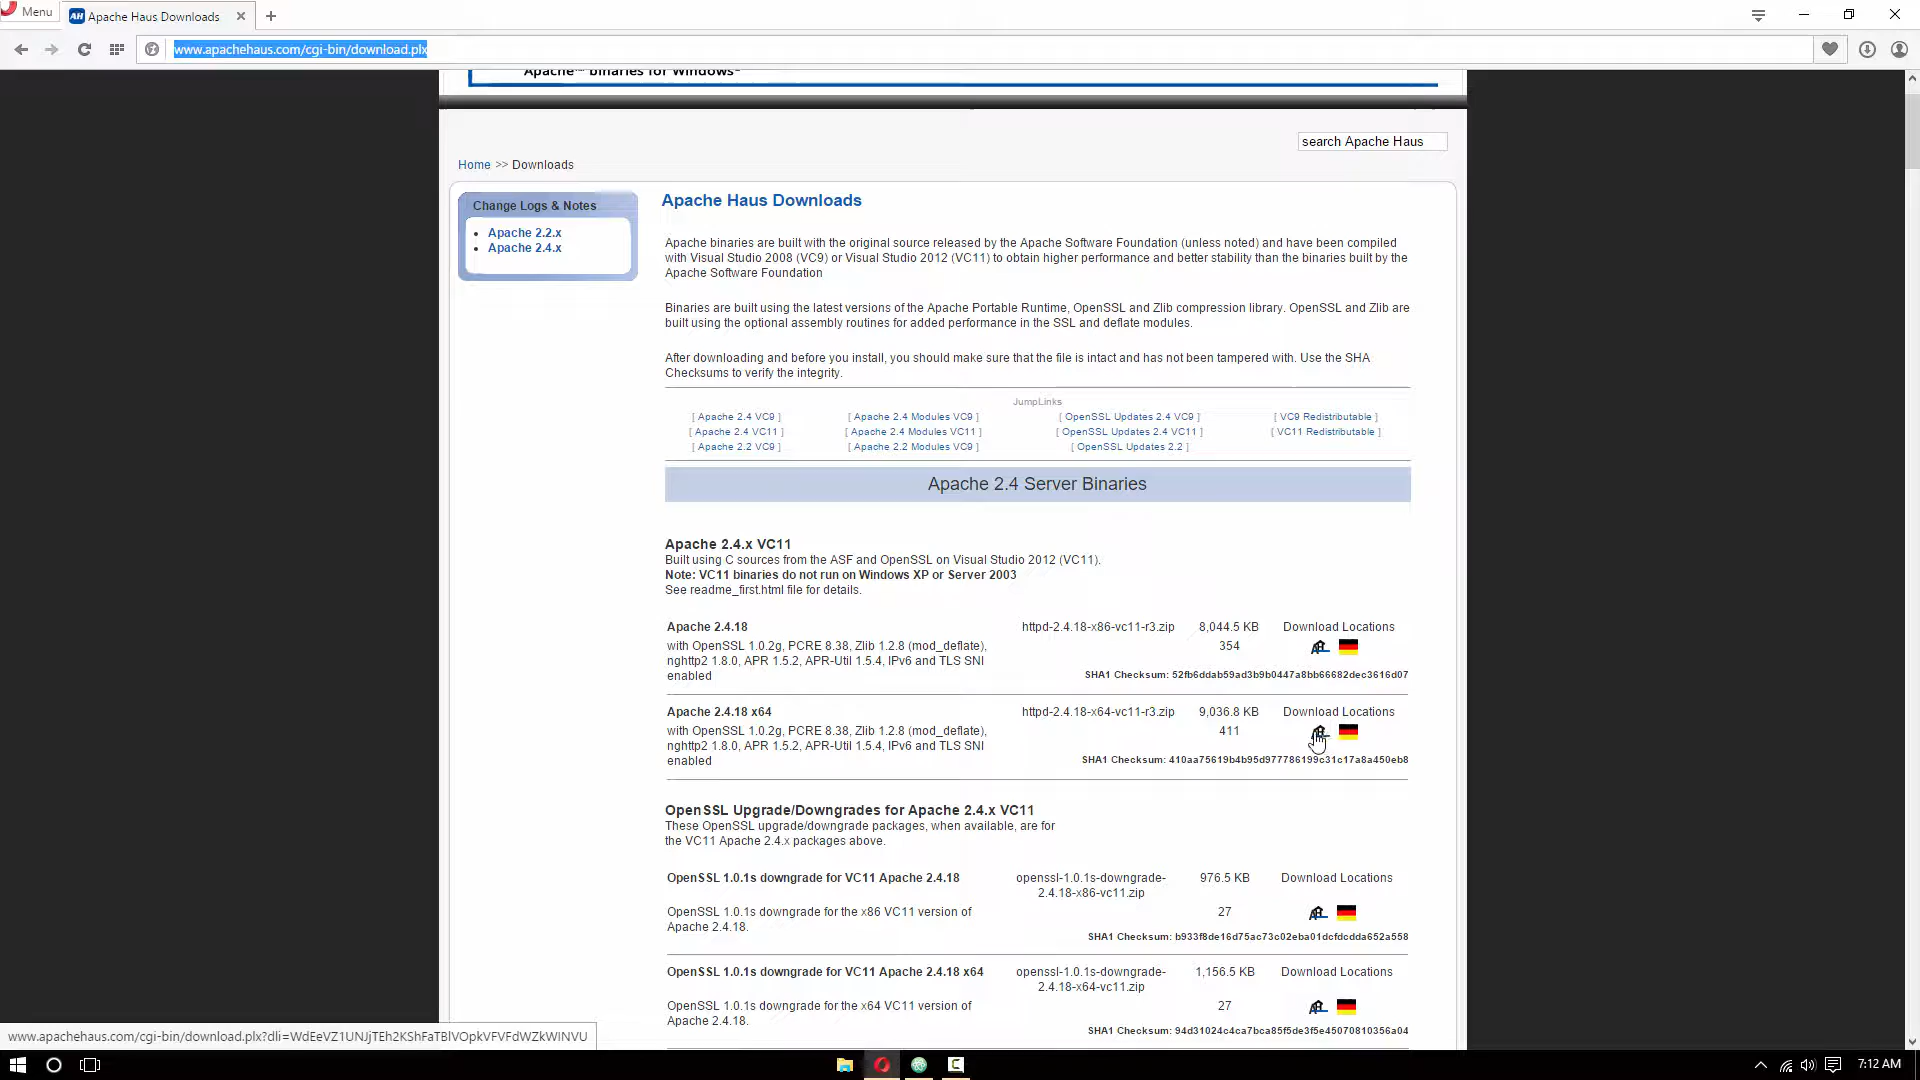 Menu
Apache Haus Downloads
www.apachehaus.com/cgi-bin/download.plx
Apache™ binaries for Windows®
search Apache Haus
Home >> Downloads
Change Logs & Notes
Apache 2.2.x
Apache 2.4.x
Apache Haus Downloads
Apache binaries are built with the original source released by the Apache Software Foundation (unless noted) and have been compiled
with Visual Studio 2008 (VC9) or Visual Studio 2012 (VC11) to obtain higher performance and better stability than the binaries built by the
Apache Software Foundation
Binaries are built using the latest versions of the Apache Portable Runtime, OpenSSL and Zlib compression library. OpenSSL and Zlib are
built using the optional assembly routines for added performance in the SSL and deflate modules.
After downloading and before you install, you should make sure that the file is intact and has not been tampered with. Use the SHA
Checksums to verify the integrity.
JumpLinks
[ Apache 2.4 VC9 ] [ Apache 2.4 Modules VC9 ] [ OpenSSL Updates 2.4 VC9 ] [ VC9 Redistributable ]
[ Apache 2.4 VC11 ] [ Apache 2.4 Modules VC11 ] [ OpenSSL Updates 2.4 VC11 ] [ VC11 Redistributable ]
[ Apache 2.2 VC9 ] [ Apache 2.2 Modules VC9 ] [ OpenSSL Updates 2.2 ]
Apache 2.4 Server Binaries
Apache 2.4.x VC11
Built using C sources from the ASF and OpenSSL on Visual Studio 2012 (VC11).
Note: VC11 binaries do not run on Windows XP or Server 2003
See readme_first.html file for details.
Apache 2.4.18 httpd-2.4.18-x86-vc11-r3.zip 8,044.5 KB Download Locations
with OpenSSL 1.0.2g, PCRE 8.38, Zlib 1.2.8 (mod_deflate), 354
nghttp2 1.8.0, APR 1.5.2, APR-Util 1.5.4, IPv6 and TLS SNI
enabled
SHA1 Checksum: 52fb6ddab59ad3b9b0447a8bb66682dec3616d07
Apache 2.4.18 x64 httpd-2.4.18-x64-vc11-r3.zip 9,036.8 KB Download Locations
with OpenSSL 1.0.2g, PCRE 8.38, Zlib 1.2.8 (mod_deflate), 411
nghttp2 1.8.0, APR 1.5.2, APR-Util 1.5.4, IPv6 and TLS SNI
enabled
SHA1 Checksum: 410aa75619b4b95d977786199c31c17a8a450eb8
OpenSSL Upgrade/Downgrades for Apache 2.4.x VC11
These OpenSSL upgrade/downgrade packages, when available, are for
the VC11 Apache 2.4.x packages above.
OpenSSL 1.0.1s downgrade for VC11 Apache 2.4.18 openssl-1.0.1s-downgrade- 976.5 KB Download Locations
2.4.18-x86-vc11.zip
OpenSSL 1.0.1s downgrade for the x86 VC11 version of 27
Apache 2.4.18.
SHA1 Checksum: b933f8de16d75ac73c02eba01dcfdcdda652a558
OpenSSL 1.0.1s downgrade for VC11 Apache 2.4.18 x64 openssl-1.0.1s-downgrade- 1,156.5 KB Download Locations
2.4.18-x64-vc11.zip
OpenSSL 1.0.1s downgrade for the x64 VC11 version of 27
Apache 2.4.18.
SHA1 Checksum: 94d31024c4ca7bca85f5de3f5e45070810356a04
www.apachehaus.com/cgi-bin/download.plx?dli=WdEeVZ1UNJjTEh2KShFaTBlVOpkVFVFdWZkWINVU
7:12 AM